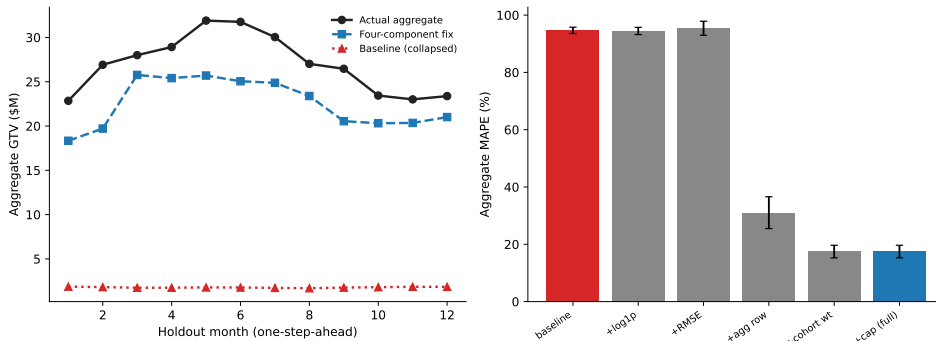 Aggregate GTV ($M)
30
25
20
15
10
5
Actual aggregate
Four-component fix
Baseline (collapsed)
2
4
6
8
10
12
Holdout month (one-step-ahead)
Aggregate MAPE (%)
100
80
60
40
20
0
baseline
+log1p
+RMSE
+agg row
cohort wt
+cap (full)